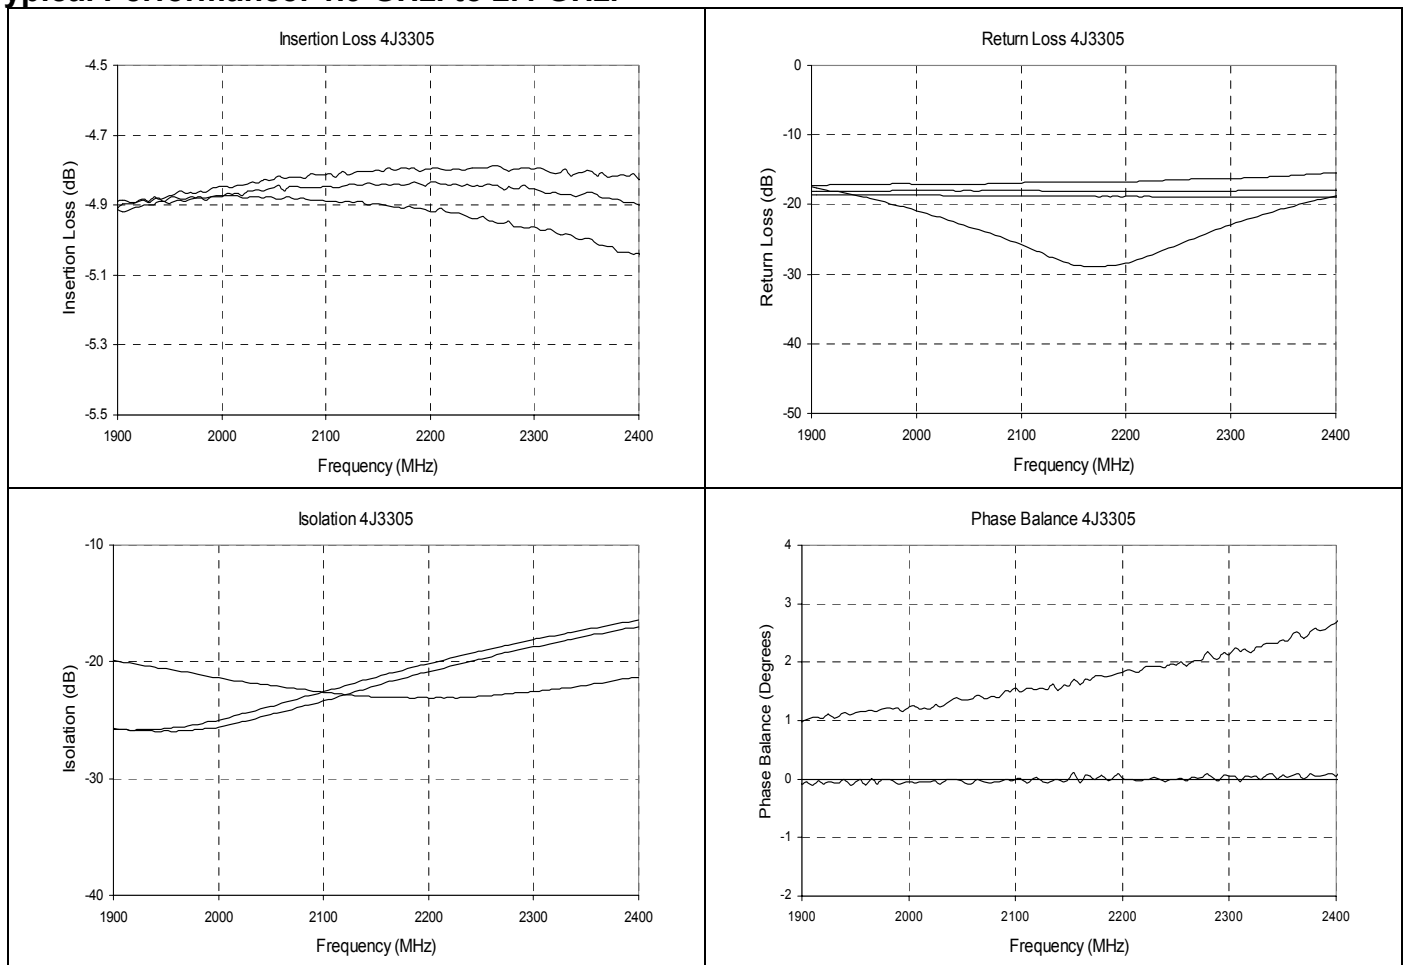 Insertion Loss 4J3305
-4.5
-4.7
-4.9
-5.1
-5.3
-5.5
Insertion Loss (dB)
1900 2000 2100 2200 2300 2400
Frequency (MHz)
Return Loss 4J3305
0
-10
-20
-30
-40
-50
Return Loss (dB)
1900 2000 2100 2200 2300 2400
Frequency (MHz)
Isolation 4J3305
-10
-20
-30
-40
Isolation (dB)
1900 2000 2100 2200 2300 2400
Frequency (MHz)
Phase Balance 4J3305
4
3
2
1
0
-1
-2
Phase Balance (Degrees)
1900 2000 2100 2200 2300 2400
Frequency (MHz)